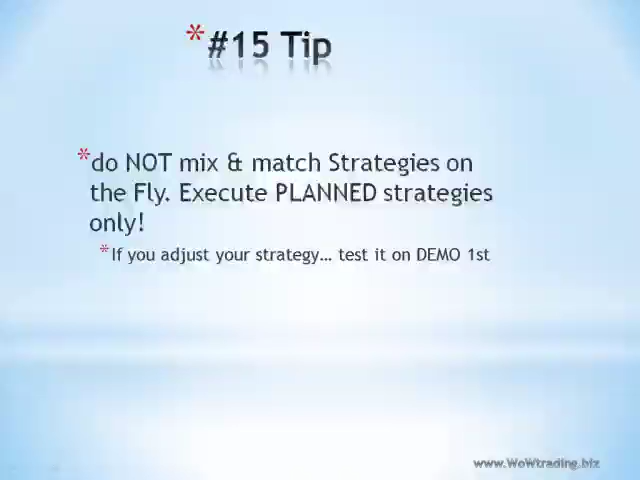 *#15 Tip
*do NOT mix & match Strategies on
the Fly. Execute PLANNED strategies
only!
*If you adjust your strategy… test it on DEMO 1st
www.WoWtrading.biz